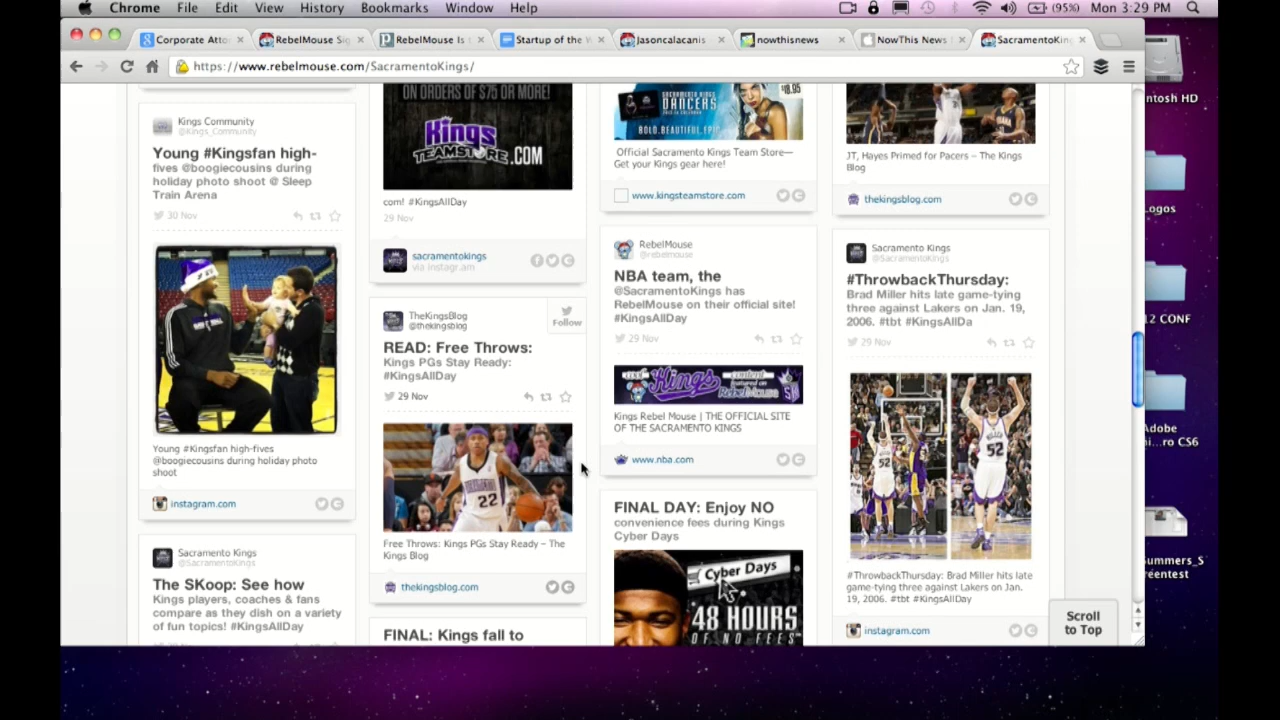 Chrome File Edit View History Bookmarks Window Help
(95%) Mon 3:29 PM
Corporate Atto
RebelMouse Sig
RebelMouse Is
Startup of the
Jasoncalacanis
nowthisnews
NowThis News
SacramentoKin
https://www.rebelmouse.com/SacramentoKings/
Kings Community
@Kings_Community
Young #Kingsfan high-
fives @boogiecousins during
holiday photo shoot @ Sleep
Train Arena
30 Nov
Young #Kingsfan high-fives
@boogiecousins during holiday photo
shoot
instagram.com
Sacramento Kings
@SacramentoKings
The SKoop: See how
Kings players, coaches & fans
compare as they dish on a variety
of fun topics! #KingsAllDay
ON ORDERS OF $75 OR MORE!
Kings
TEAMSTORE.COM
com! #KingsAllDay
29 Nov
sacramentokings
via instagr.am
TheKingsBlog
@thekingsblog
Follow
READ: Free Throws:
Kings PGs Stay Ready:
#KingsAllDay
29 Nov
22
Free Throws: Kings PGs Stay Ready – The
Kings Blog
thekingsblog.com
FINAL: Kings fall to
$18.95
SACRAMENTO KINGS
DANCERS
BOLD.BEAUTIFUL.EPIC
Official Sacramento Kings Team Store—
Get your Kings gear here!
www.kingsteamstore.com
RebelMouse
@rebelmouse
NBA team, the
@SacramentoKings has
RebelMouse on their official site!
#KingsAllDay
29 Nov
Kings
content
featured on
RebelMouse
Kings Rebel Mouse | THE OFFICIAL SITE
OF THE SACRAMENTO KINGS
www.nba.com
FINAL DAY: Enjoy NO
convenience fees during Kings
Cyber Days
Cyber Days
48 HOURS
OF NO FEES
JT, Hayes Primed for Pacers – The Kings
Blog
thekingsblog.com
Sacramento Kings
@SacramentoKings
#ThrowbackThursday:
Brad Miller hits late game-tying
three against Lakers on Jan. 19,
2006. #tbt #KingsAllDa
29 Nov
52
52
#ThrowbackThursday: Brad Miller hits late
game-tying three against Lakers on Jan.
19, 2006. #tbt #KingsAllDay
instagram.com
Scroll
to Top
ntosh HD
Logos
12 CONF
Adobe
i...ro CS6
ummers_S
reentest